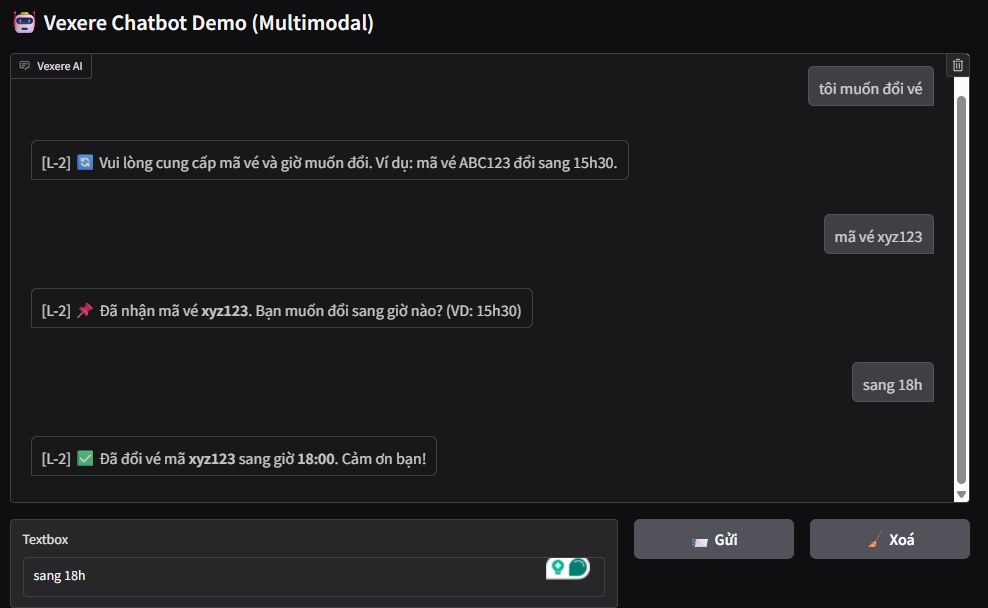 Vexere Chatbot Demo (Multimodal)
Vexere AI
tôi muốn đổi vé
[L-2] 🔄 Vui lòng cung cấp mã vé và giờ muốn đổi. Ví dụ: mã vé ABC123 đổi sang 15h30.
mã vé xyz123
[L-2] 📌 Đã nhận mã vé xyz123. Bạn muốn đổi sang giờ nào? (VD: 15h30)
sang 18h
[L-2] ✅ Đã đổi vé mã xyz123 sang giờ 18:00. Cảm ơn bạn!
Textbox
sang 18h
Gửi
Xoá